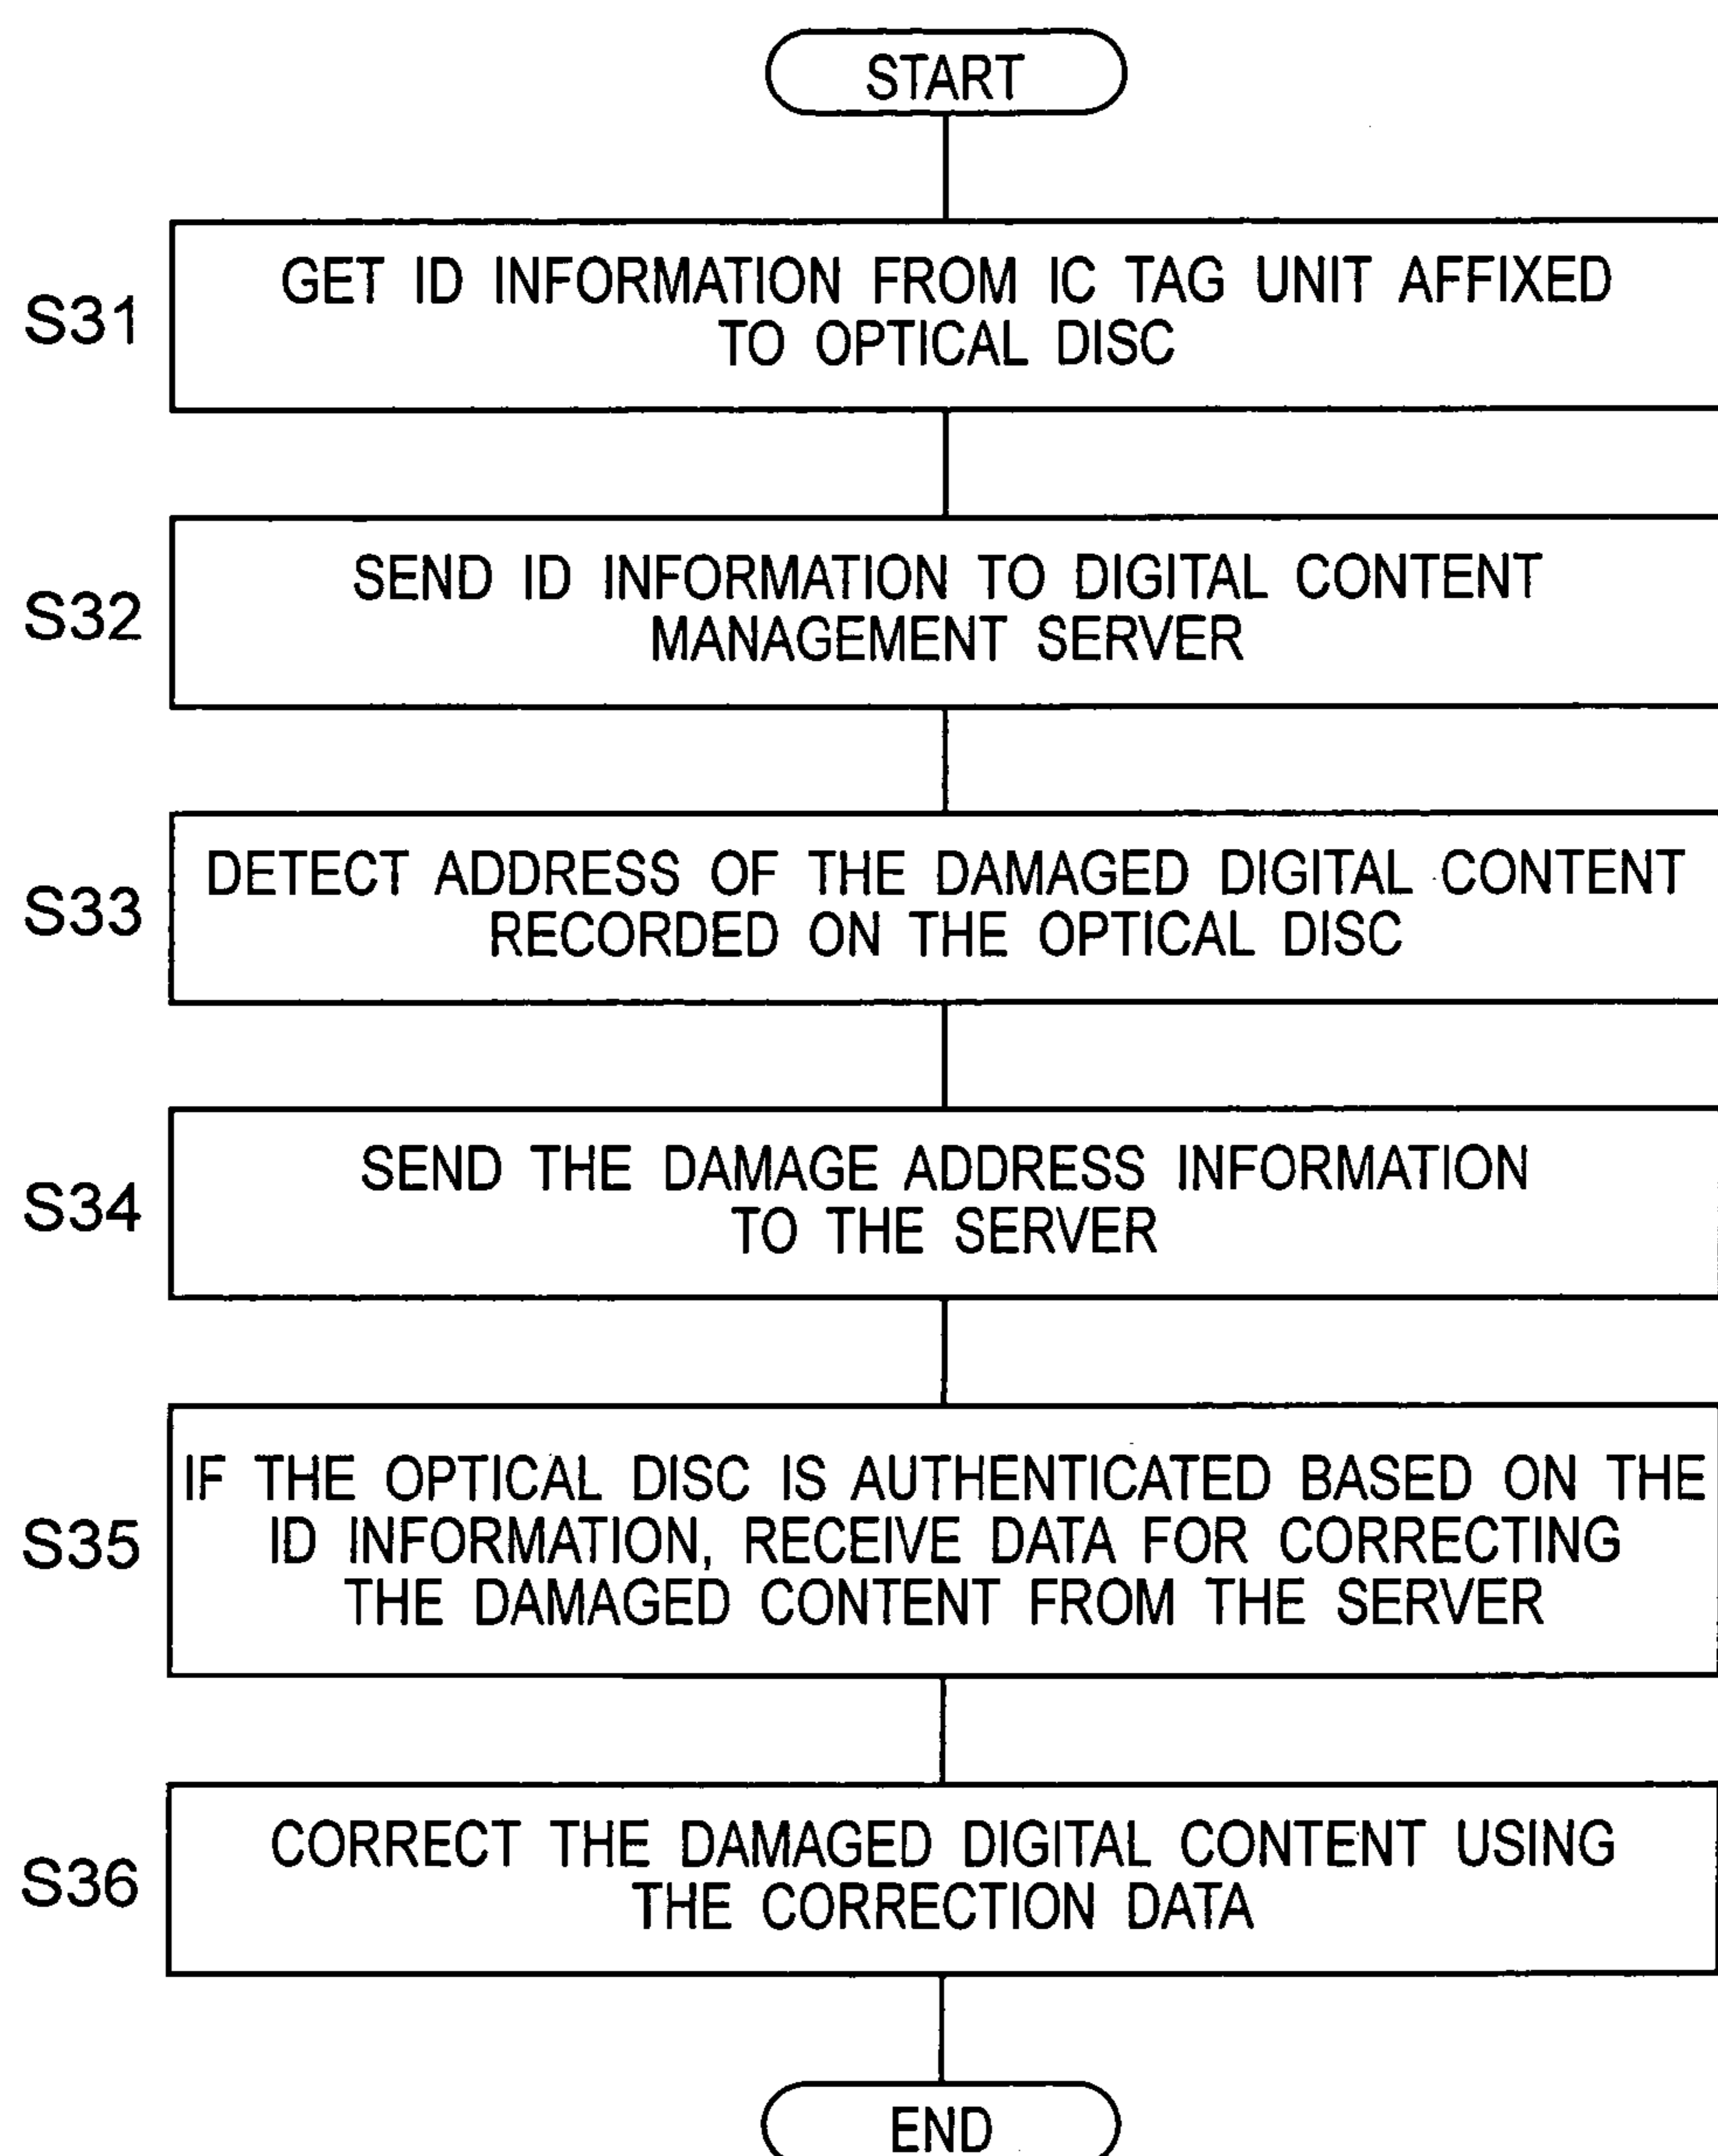 START
S31
GET ID INFORMATION FROM IC TAG UNIT AFFIXED
TO OPTICAL DISC
S32
SEND ID INFORMATION TO DIGITAL CONTENT
MANAGEMENT SERVER
S33
DETECT ADDRESS OF THE DAMAGED DIGITAL CONTENT
RECORDED ON THE OPTICAL DISC
S34
SEND THE DAMAGE ADDRESS INFORMATION
TO THE SERVER
S35
IF THE OPTICAL DISC IS AUTHENTICATED BASED ON THE
ID INFORMATION, RECEIVE DATA FOR CORRECTING
THE DAMAGED CONTENT FROM THE SERVER
S36
CORRECT THE DAMAGED DIGITAL CONTENT USING
THE CORRECTION DATA
END